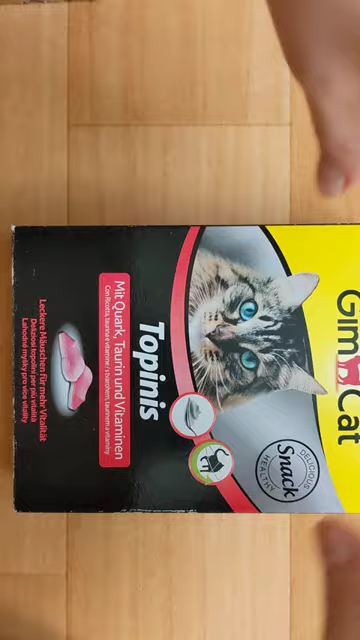 GimCat
DELICIOUS
Snack
HEALTHY
Topinis
Mit Quark, Taurin und Vitaminen
Con Ricotta, taurina e vitamine / s tvarohem, taurinem a vitaminy
Leckere Mäuschen für mehr Vitalität
Deliziosi topolini per più vitalità
Lahodné myšky pro více vitality